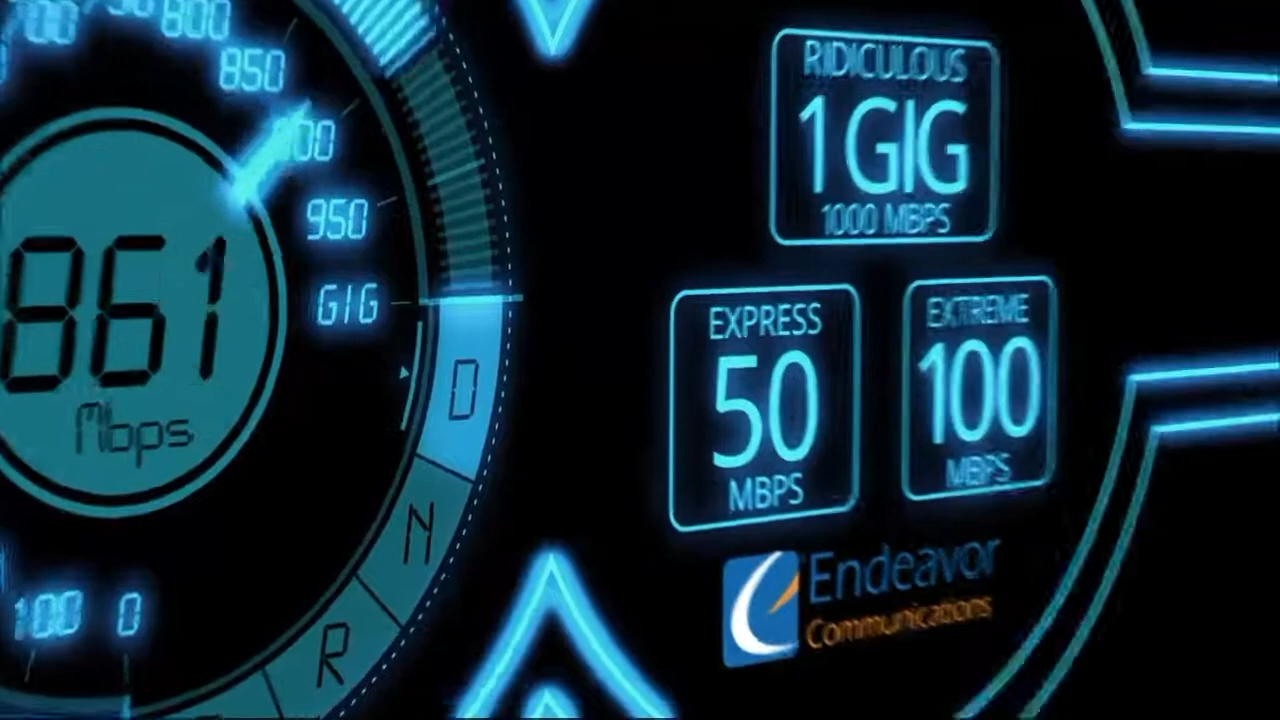 800
850
950
GIG
861
Mbps
D
N
R
100
0
RIDICULOUS
1 GIG
1000 MBPS
EXPRESS
50
MBPS
EXTREME
100
MBPS
Endeavor
Communications